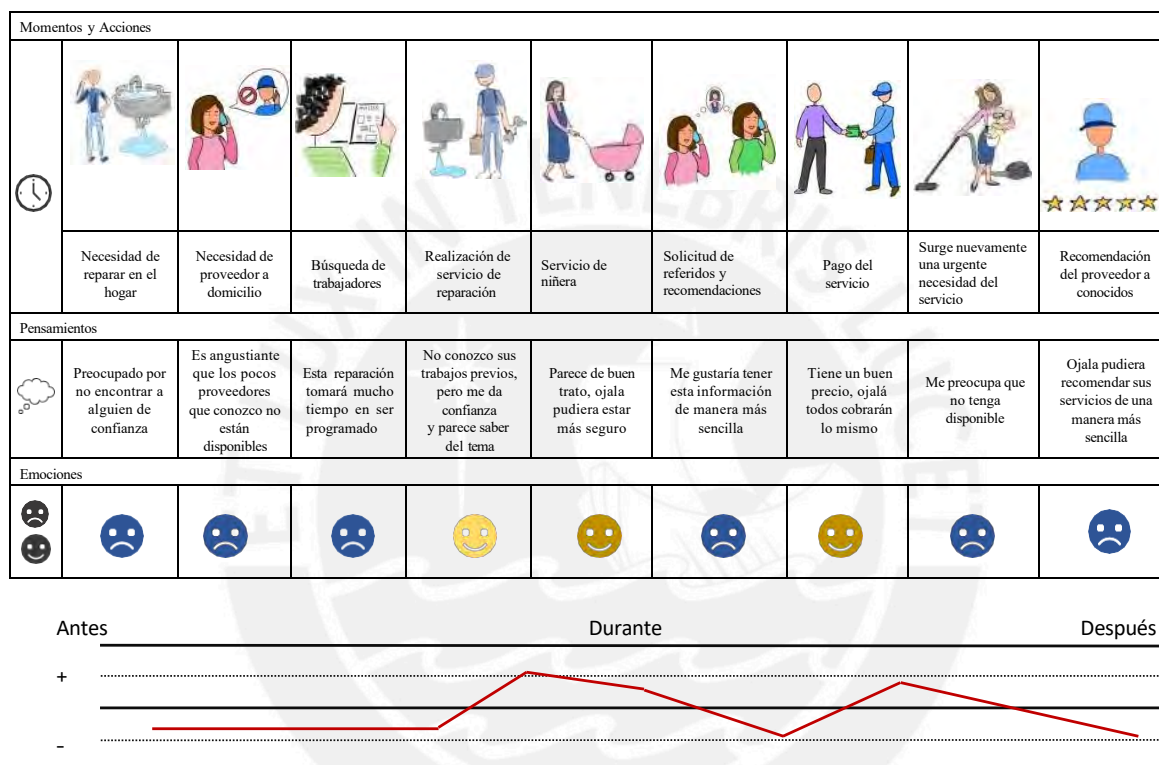 Momentos y Acciones
Necesidad de
reparar en el
hogar
Necesidad de
proveedor a
domicilio
Búsqueda de
trabajadores
Realización de
servicio de
reparación
Servicio de
niñera
Solicitud de
referidos y
recomendaciones
Pago del
servicio
Surge nuevamente
una urgente
necesidad del
servicio
Recomendación
del proveedor a
conocidos
Pensamientos
Preocupado por
no encontrar a
alguien de
confianza
Es angustiante
que los pocos
proveedores
que conozco no
están
disponibles
Esta reparación
tomará mucho
tiempo en ser
programado
No conozco sus
trabajos previos,
pero me da
confianza
y parece saber
del tema
Parece de buen
trato, ojala
pudiera estar
más seguro
Me gustaría tener
esta información
de manera más
sencilla
Tiene un buen
precio, ojalá
todos cobrarán
lo mismo
Me preocupa que
no tenga
disponible
Ojala pudiera
recomendar sus
servicios de una
manera más
sencilla
Emociones
Antes
Durante
Después
+
-
ET LUX IN TENEBRIS LUCET